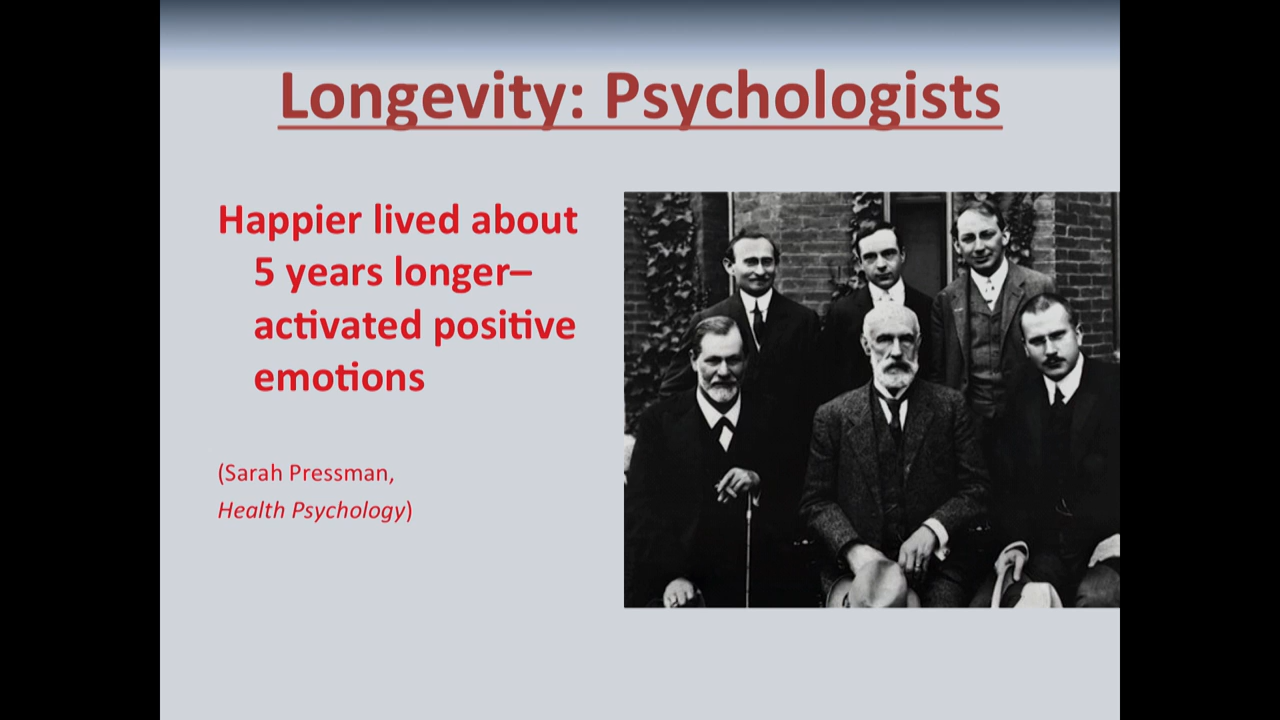 Longevity: Psychologists
Happier lived about
5 years longer–
activated positive
emotions
(Sarah Pressman,
Health Psychology)